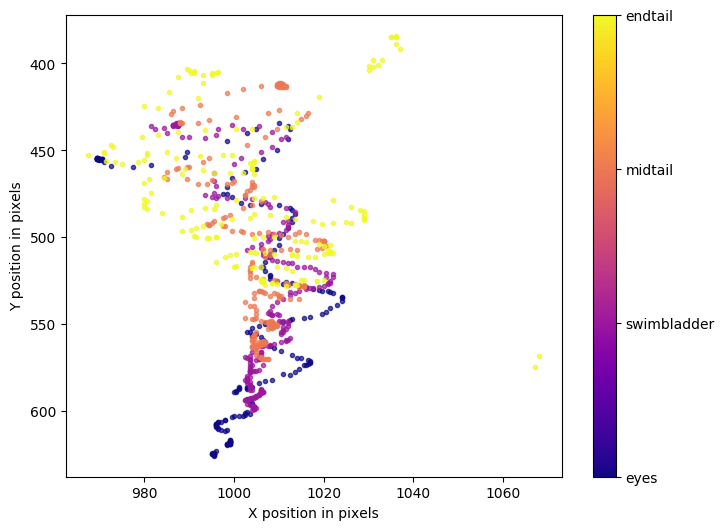 400
450
500
550
600
Y position in pixels
980
1000
1020
1040
1060
X position in pixels
endtail
midtail
swimbladder
eyes